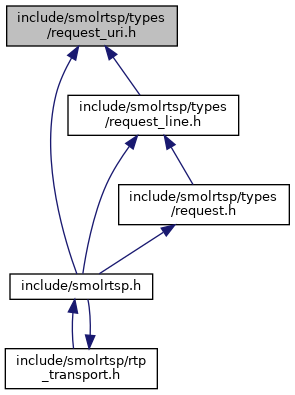 include/smolrtsp/types
/request_uri.h
include/smolrtsp/types
/request_line.h
include/smolrtsp/types
/request.h
include/smolrtsp.h
include/smolrtsp/rtp
_transport.h